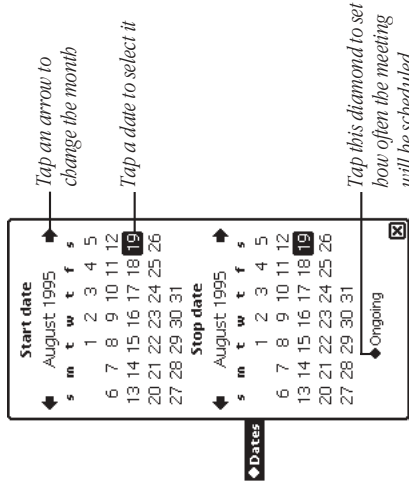 Start date
August 1995
s m t w t f s
1 2 3 4 5
6 7 8 9 10 11 12
13 14 15 16 17 18 19
20 21 22 23 24 25 26
27 28 29 30 31
Stop date
August 1995
s m t w t f s
1 2 3 4 5
6 7 8 9 10 11 12
13 14 15 16 17 18 19
20 21 22 23 24 25 26
27 28 29 30 31
Ongoing
Dates
Tap an arrow to
change the month
Tap a date to select it
Tap this diamond to set
how often the meeting
will be scheduled